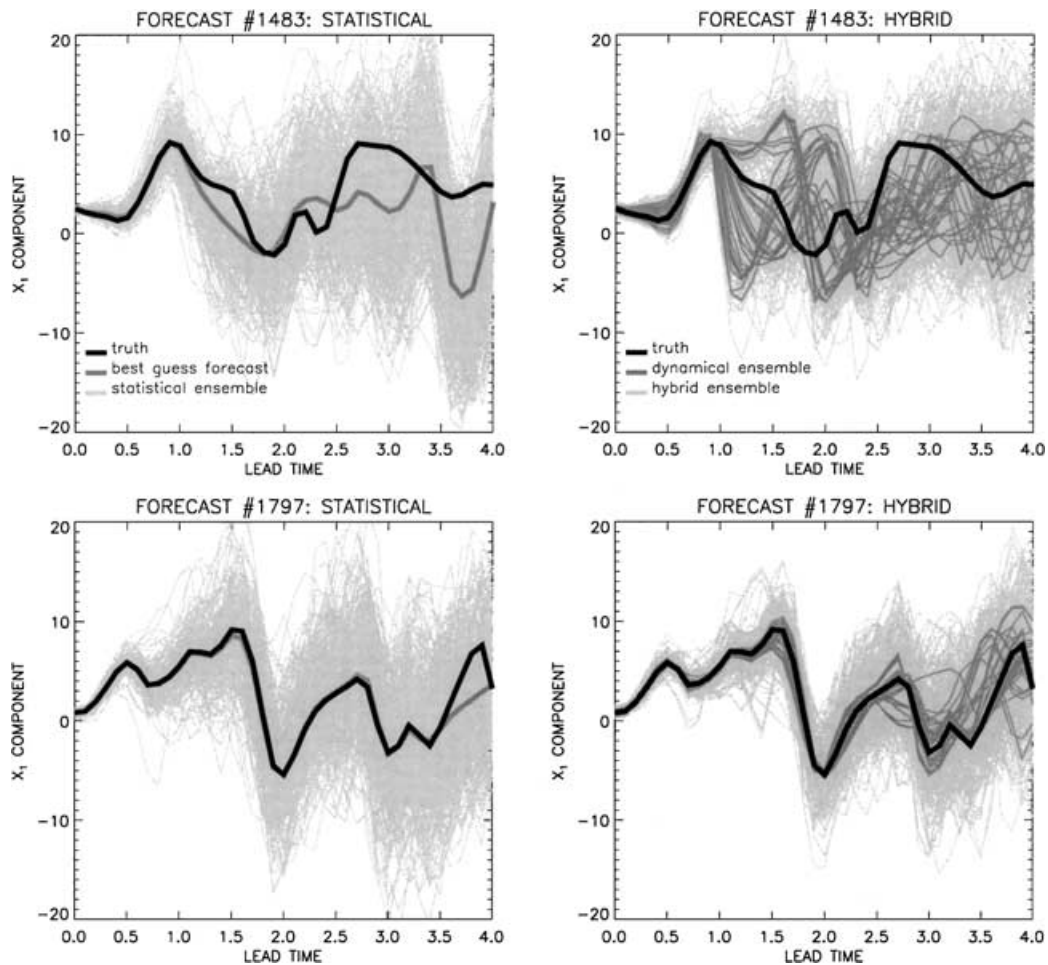 FORECAST #1483: STATISTICAL
20
10
0
-10
-20
X₁ COMPONENT
truth
best guess forecast
statistical ensemble
0.0 0.5 1.0 1.5 2.0 2.5 3.0 3.5 4.0
LEAD TIME
FORECAST #1483: HYBRID
20
10
0
-10
-20
X₁ COMPONENT
truth
dynamical ensemble
hybrid ensemble
0.0 0.5 1.0 1.5 2.0 2.5 3.0 3.5 4.0
LEAD TIME
FORECAST #1797: STATISTICAL
20
10
0
-10
-20
X₁ COMPONENT
0.0 0.5 1.0 1.5 2.0 2.5 3.0 3.5 4.0
LEAD TIME
FORECAST #1797: HYBRID
20
10
0
-10
-20
X₁ COMPONENT
0.0 0.5 1.0 1.5 2.0 2.5 3.0 3.5 4.0
LEAD TIME